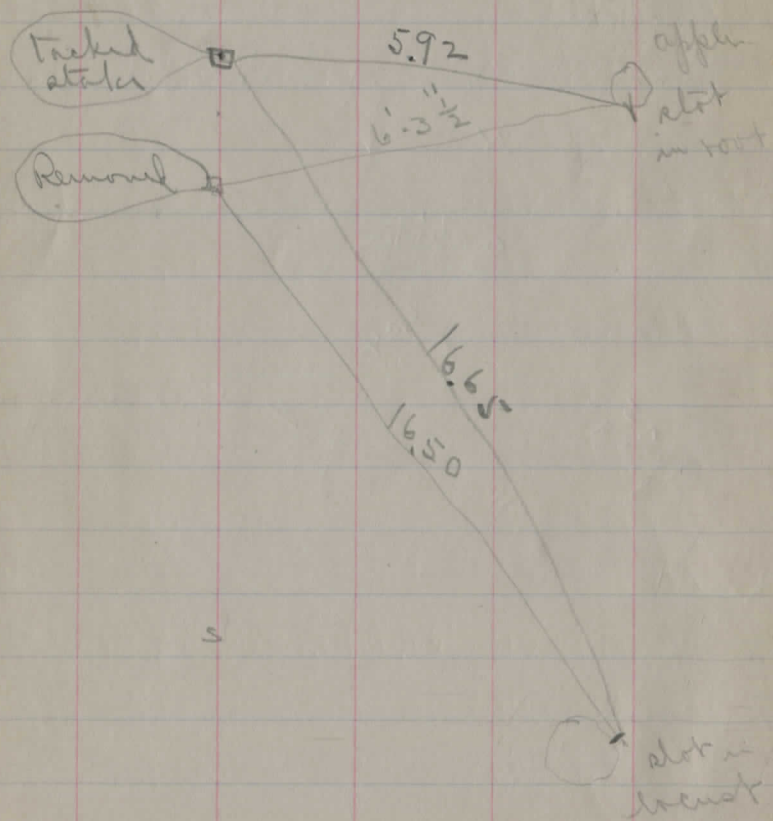 Tacked
stake
5.92
apple
slot
in root
6'-3"½
Removed
16.65
16.50
S
slot in
locust